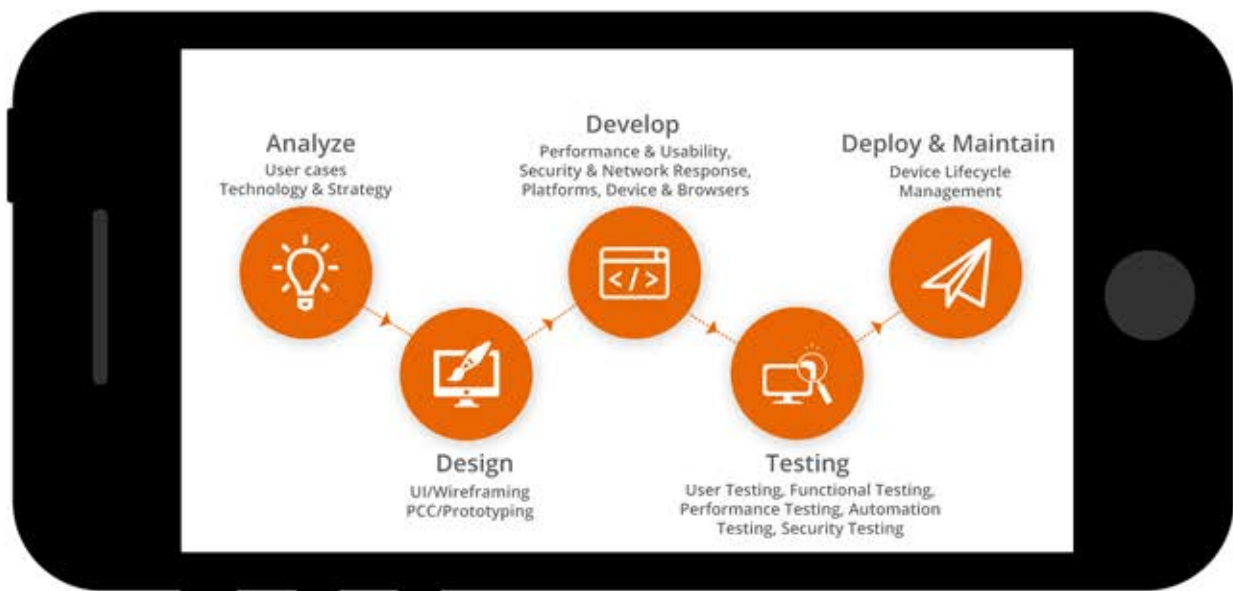 Analyze
User cases
Technology & Strategy
Design
UI/Wireframing
PCC/Prototyping
Develop
Performance & Usability,
Security & Network Response,
Platforms, Device & Browsers
</>
Testing
User Testing, Functional Testing,
Performance Testing, Automation
Testing, Security Testing
Deploy & Maintain
Device Lifecycle
Management